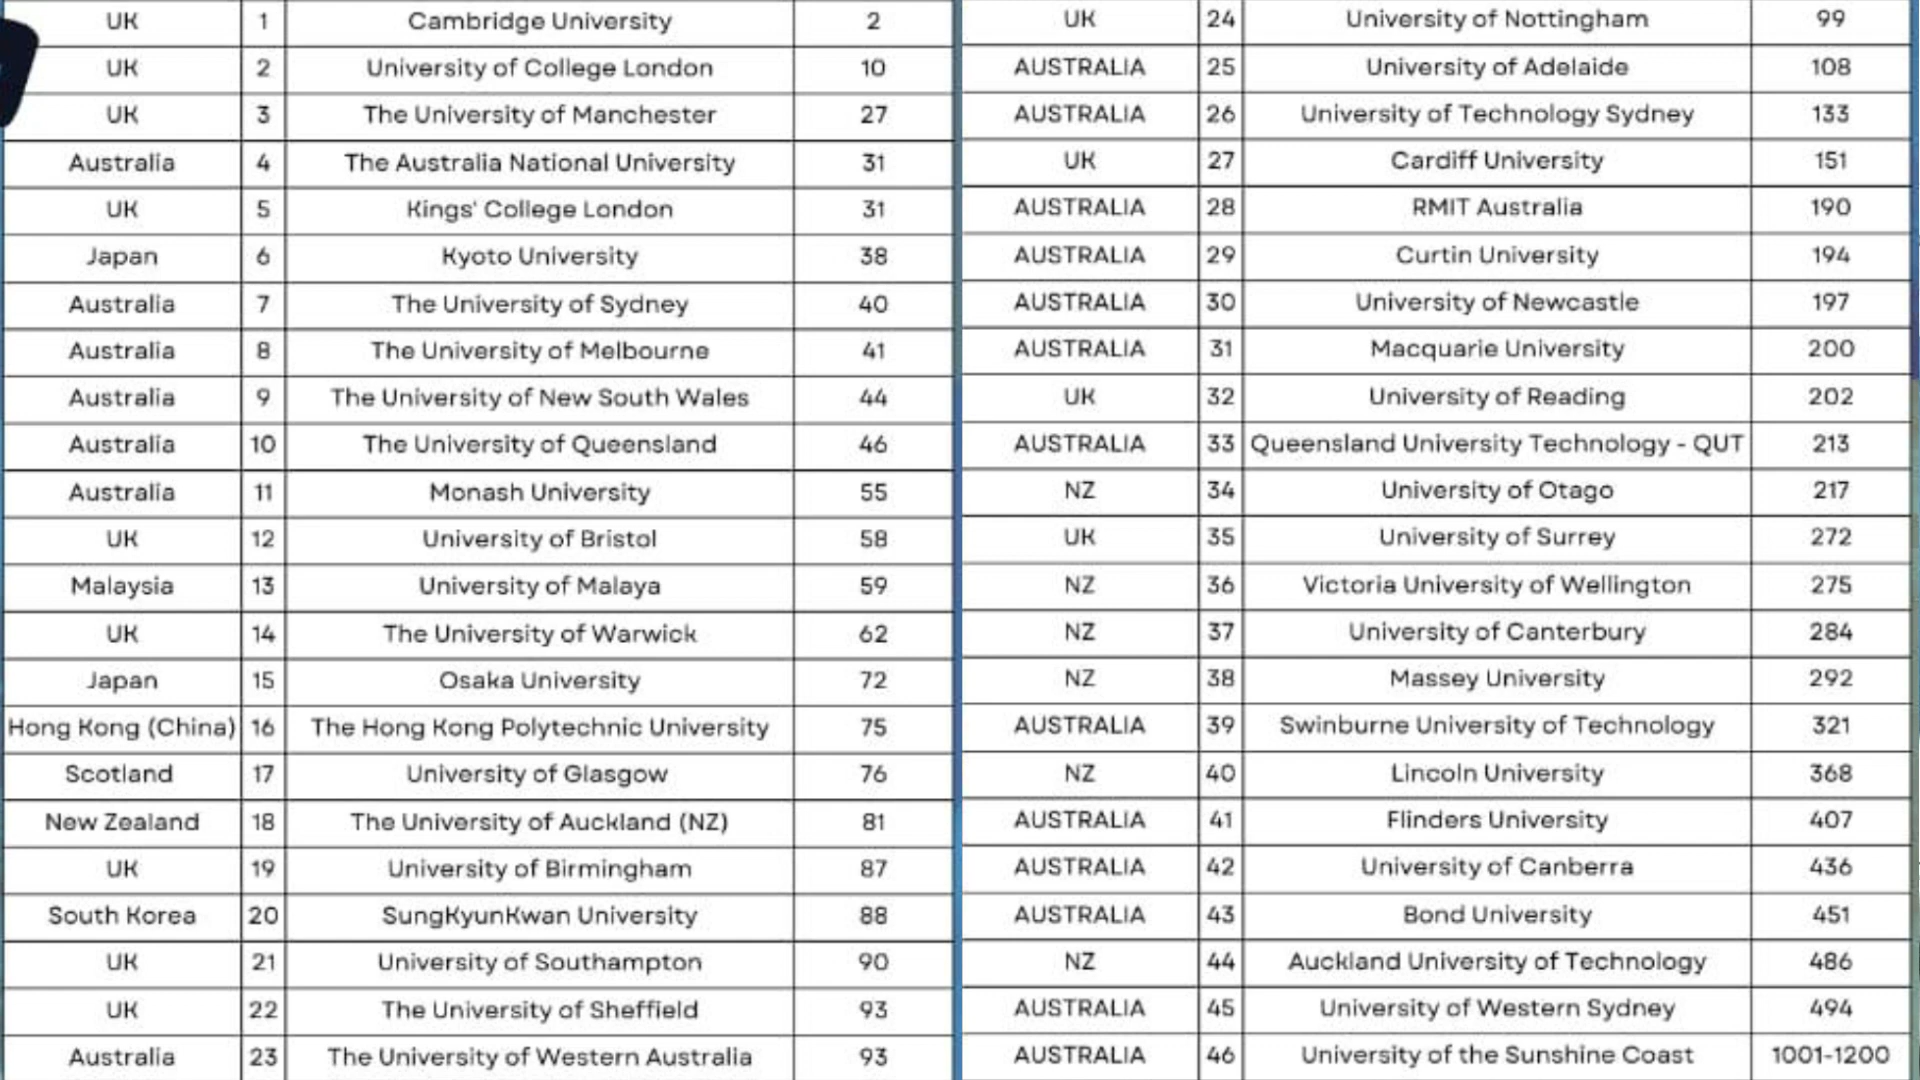 UK 1 Cambridge University 2
UK 2 University of College London 10
UK 3 The University of Manchester 27
Australia 4 The Australia National University 31
UK 5 Kings' College London 31
Japan 6 Kyoto University 38
Australia 7 The University of Sydney 40
Australia 8 The University of Melbourne 41
Australia 9 The University of New South Wales 44
Australia 10 The University of Queensland 46
Australia 11 Monash University 55
UK 12 University of Bristol 58
Malaysia 13 University of Malaya 59
UK 14 The University of Warwick 62
Japan 15 Osaka University 72
Hong Kong (China) 16 The Hong Kong Polytechnic University 75
Scotland 17 University of Glasgow 76
New Zealand 18 The University of Auckland (NZ) 81
UK 19 University of Birmingham 87
South Korea 20 SungKyunKwan University 88
UK 21 University of Southampton 90
UK 22 The University of Sheffield 93
Australia 23 The University of Western Australia 93
UK 24 University of Nottingham 99
AUSTRALIA 25 University of Adelaide 108
AUSTRALIA 26 University of Technology Sydney 133
UK 27 Cardiff University 151
AUSTRALIA 28 RMIT Australia 190
AUSTRALIA 29 Curtin University 194
AUSTRALIA 30 University of Newcastle 197
AUSTRALIA 31 Macquarie University 200
UK 32 University of Reading 202
AUSTRALIA 33 Queensland University Technology - QUT 213
NZ 34 University of Otago 217
UK 35 University of Surrey 272
NZ 36 Victoria University of Wellington 275
NZ 37 University of Canterbury 284
NZ 38 Massey University 292
AUSTRALIA 39 Swinburne University of Technology 321
NZ 40 Lincoln University 368
AUSTRALIA 41 Flinders University 407
AUSTRALIA 42 University of Canberra 436
AUSTRALIA 43 Bond University 451
NZ 44 Auckland University of Technology 486
AUSTRALIA 45 University of Western Sydney 494
AUSTRALIA 46 University of the Sunshine Coast 1001-1200